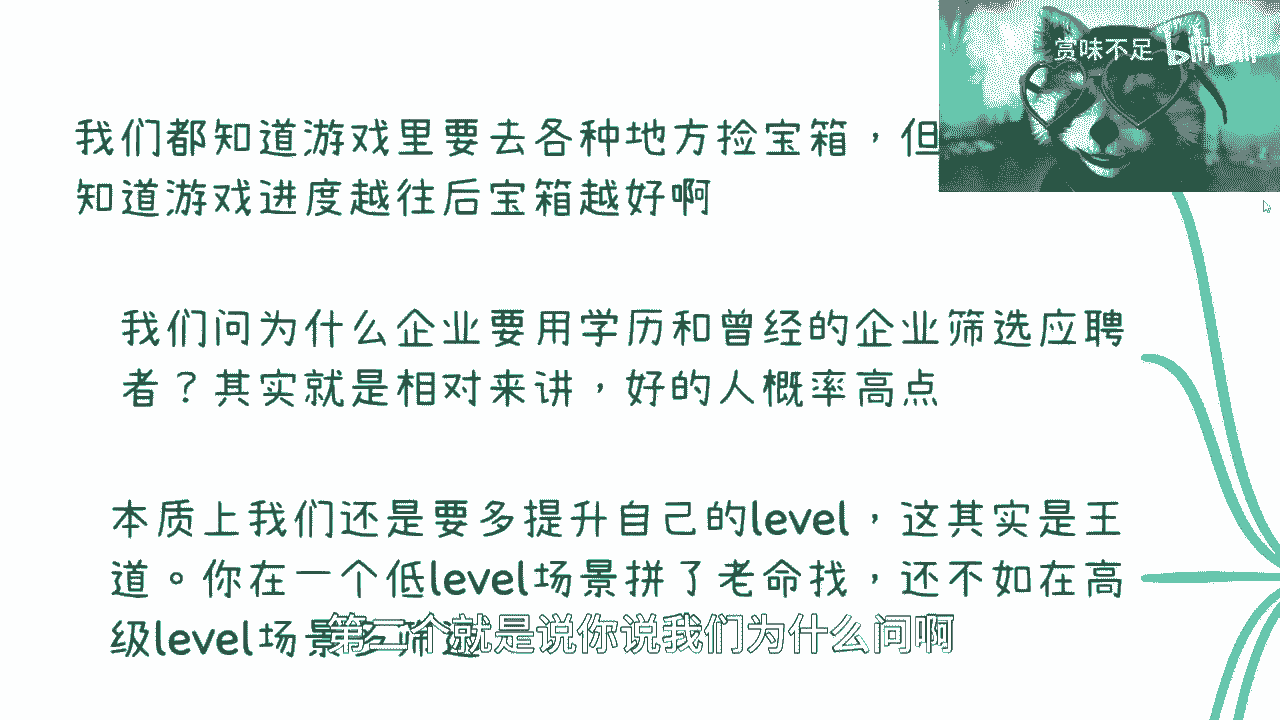 赏味不足 bilibili
我们都知道游戏里要去各种地方捡宝箱，但
知道游戏进度越往后宝箱越好啊
我们问为什么企业要用学历和曾经的企业筛选应聘
者？其实就是相对来讲，好的人概率高点
本质上我们还是要多提升自己的level，这其实是王
道。你在一个低level场景拼了老命找，还不如在高
级level场景多筛选
第二个就是说你说我们为什么问啊